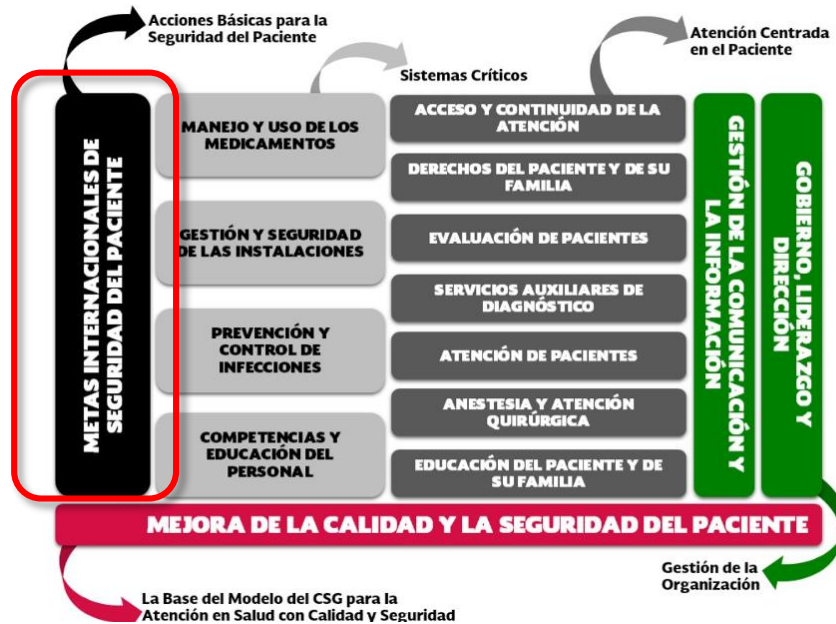 Acciones Básicas para la
Seguridad del Paciente
Atención Centrada
en el Paciente
Sistemas Críticos
METAS INTERNACIONALES DE
SEGURIDAD DEL PACIENTE
MANEJO Y USO DE LOS
MEDICAMENTOS
GESTIÓN Y SEGURIDAD
DE LAS INSTALACIONES
PREVENCIÓN Y
CONTROL DE
INFECCIONES
COMPETENCIAS Y
EDUCACIÓN DEL
PERSONAL
ACCESO Y CONTINUIDAD DE LA
ATENCIÓN
DERECHOS DEL PACIENTE Y DE SU
FAMILIA
EVALUACIÓN DE PACIENTES
SERVICIOS AUXILIARES DE
DIAGNÓSTICO
ATENCIÓN DE PACIENTES
ANESTESIA Y ATENCIÓN
QUIRÚRGICA
EDUCACIÓN DEL PACIENTE Y DE
SU FAMILIA
GESTIÓN DE LA COMUNICACIÓN Y
LA INFORMACIÓN
GOBIERNO, LIDERAZGO Y
DIRECCIÓN
MEJORA DE LA CALIDAD Y LA SEGURIDAD DEL PACIENTE
Gestión de la
Organización
La Base del Modelo del CSG para la
Atención en Salud con Calidad y Seguridad